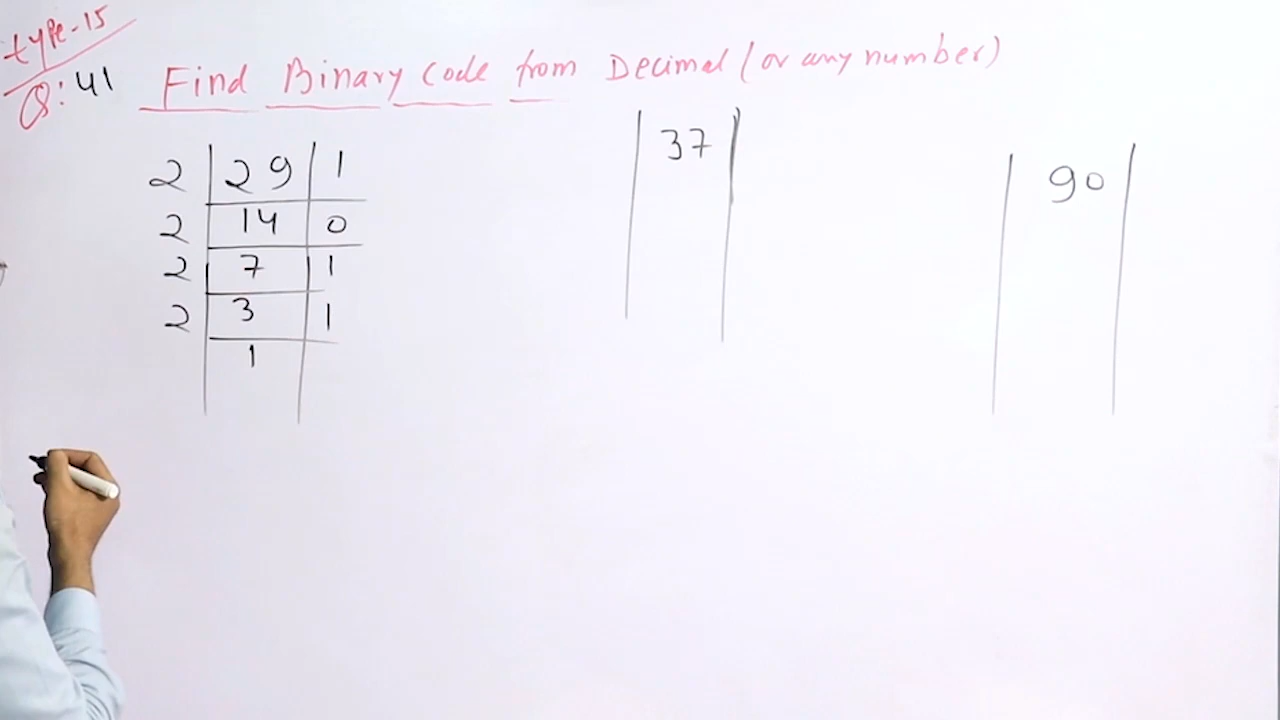 type-15
Q: 41 Find Binary Code from Decimal (or any number)
2 29 1
2 14 0
2 7 1
2 3 1
1
37
90